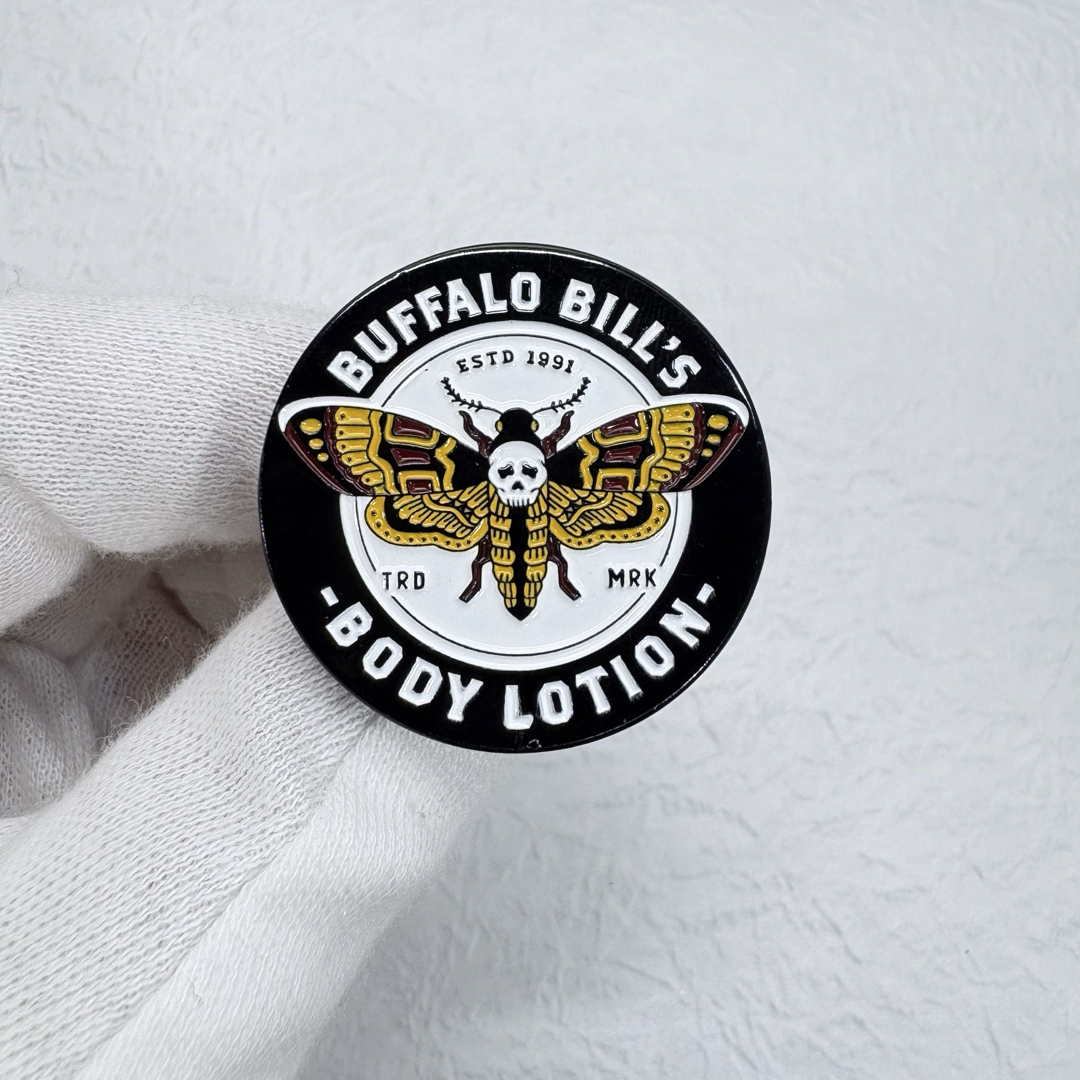 BUFFALO BILL'S
ESTD 1991
TRD MRK
-BODY LOTION-